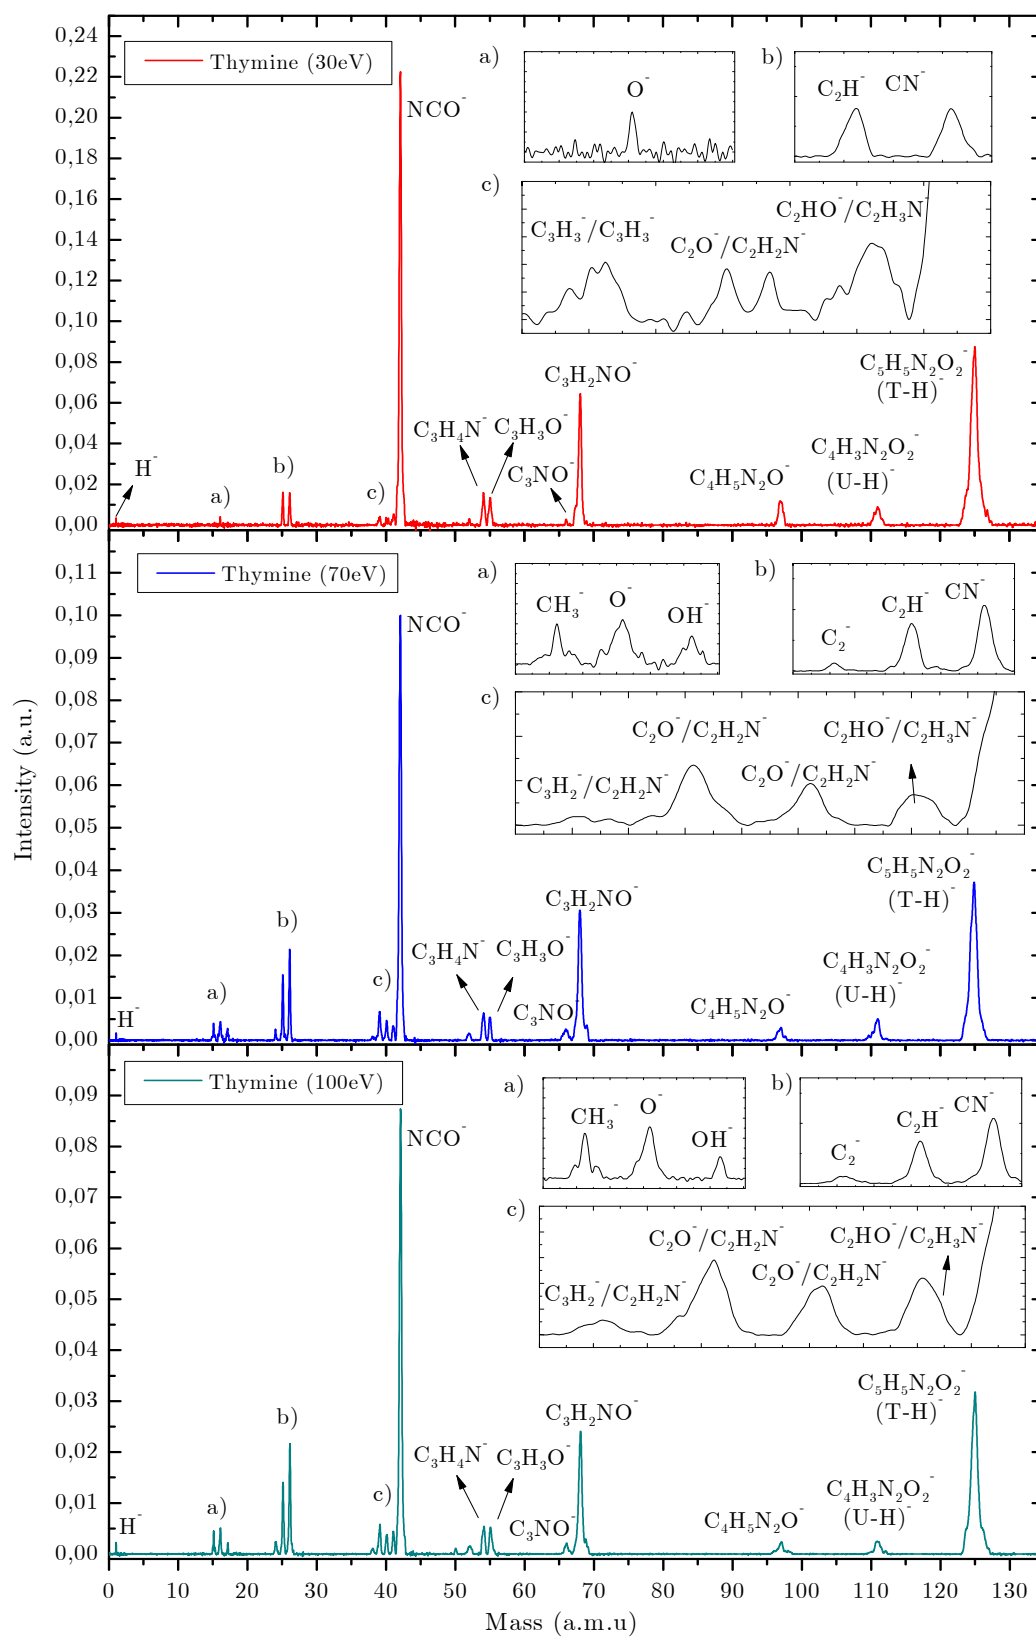 Intensity (a.u.)
0,24
0,22
0,20
0,18
0,16
0,14
0,12
0,10
0,08
0,06
0,04
0,02
0,00
Thymine (30eV)
NCO⁻
a)
O⁻
b)
C₂H⁻ CN⁻
c)
C₃H₃⁻/C₃H₃⁻
C₂O⁻/C₂H₂N⁻
C₂HO⁻/C₂H₃N⁻
H⁻
a)
b)
c)
C₃H₄N⁻
C₃H₃O⁻
C₃NO⁻
C₃H₂NO⁻
C₄H₅N₂O⁻
C₄H₃N₂O₂⁻
(U-H)⁻
C₅H₅N₂O₂⁻
(T-H)⁻
0,11
0,10
0,09
0,08
0,07
0,06
0,05
0,04
0,03
0,02
0,01
0,00
Thymine (70eV)
NCO⁻
a)
CH₃⁻ O⁻ OH⁻
b)
C₂⁻ C₂H⁻ CN⁻
c)
C₃H₂⁻/C₂H₂N⁻
C₂O⁻/C₂H₂N⁻
C₂O⁻/C₂H₂N⁻
C₂HO⁻/C₂H₃N⁻
H⁻
a)
b)
c)
C₃H₄N⁻
C₃H₃O⁻
C₃NO⁻
C₃H₂NO⁻
C₄H₅N₂O⁻
C₄H₃N₂O₂⁻
(U-H)⁻
C₅H₅N₂O₂⁻
(T-H)⁻
0,09
0,08
0,07
0,06
0,05
0,04
0,03
0,02
0,01
0,00
Thymine (100eV)
NCO⁻
a)
CH₃⁻ O⁻ OH⁻
b)
C₂⁻ C₂H⁻ CN⁻
c)
C₃H₂⁻/C₂H₂N⁻
C₂O⁻/C₂H₂N⁻
C₂O⁻/C₂H₂N⁻
C₂HO⁻/C₂H₃N⁻
H⁻
a)
b)
c)
C₃H₄N⁻
C₃H₃O⁻
C₃NO⁻
C₃H₂NO⁻
C₄H₅N₂O⁻
C₄H₃N₂O₂⁻
(U-H)⁻
C₅H₅N₂O₂⁻
(T-H)⁻
0 10 20 30 40 50 60 70 80 90 100 110 120 130
Mass (a.m.u)